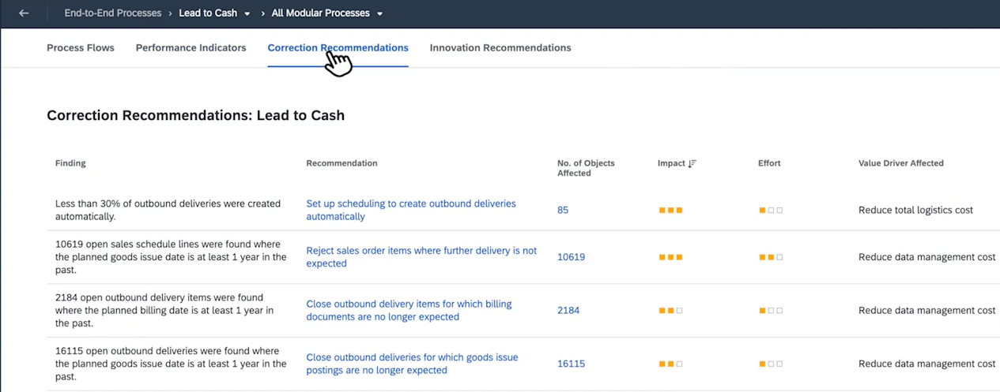 End-to-End Processes › Lead to Cash › All Modular Processes
Process Flows Performance Indicators Correction Recommendations Innovation Recommendations
Correction Recommendations: Lead to Cash
Finding Recommendation No. of Objects Affected Impact Effort Value Driver Affected
Less than 30% of outbound deliveries were created
automatically.
Set up scheduling to create outbound deliveries
automatically
85
Reduce total logistics cost
10619 open sales schedule lines were found where
the planned goods issue date is at least 1 year in the
past.
Reject sales order items where further delivery is not
expected
10619
Reduce data management cost
2184 open outbound delivery items were found
where the planned billing date is at least 1 year in
the past.
Close outbound delivery items for which billing
documents are no longer expected
2184
Reduce data management cost
16115 open outbound deliveries were found where
the planned goods issue date is at least 1 year in the
past.
Close outbound deliveries for which goods issue
postings are no longer expected
16115
Reduce data management cost